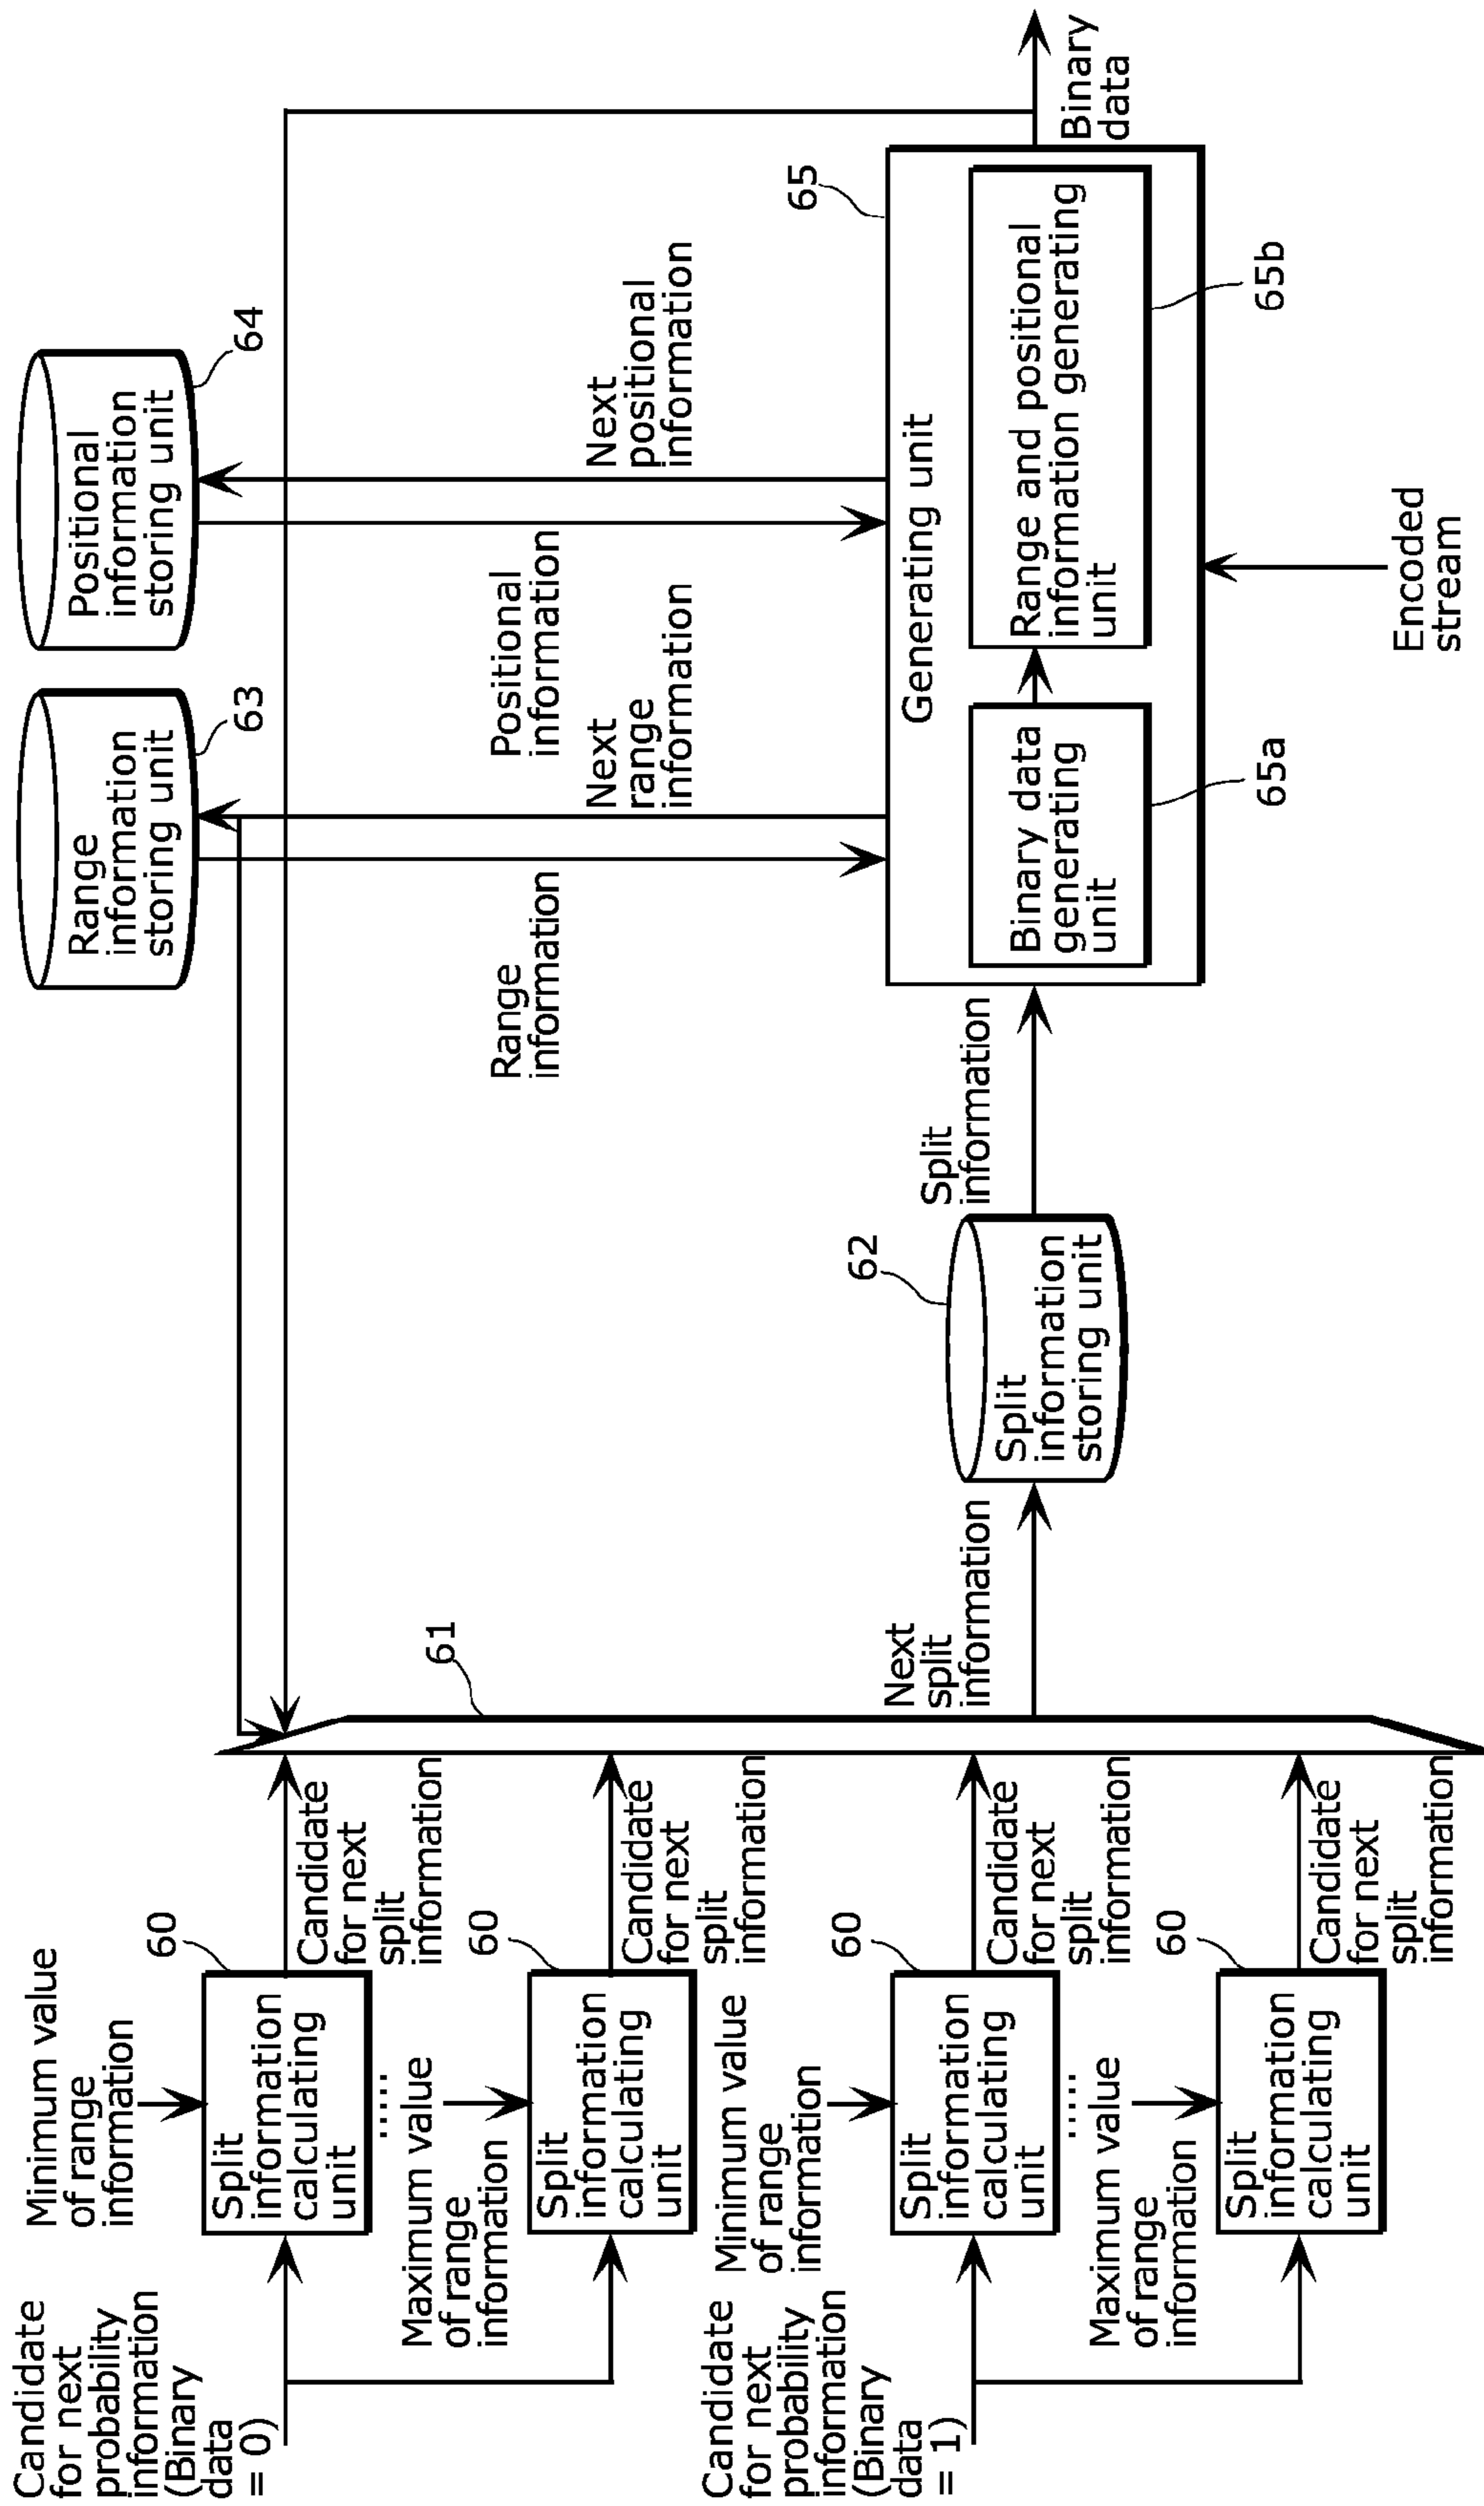 Candidate
for next
probability
information
(Binary
data
= 0)
Minimum value
of range
information
60
Split
information
calculating
unit
Candidate
for next
split
information
.....
Maximum value
of range
information
60
Split
information
calculating
unit
Candidate
for next
split
information
Candidate
for next
probability
information
(Binary
data
= 1)
Minimum value
of range
information
60
Split
information
calculating
unit
Candidate
for next
split
information
.....
Maximum value
of range
information
60
Split
information
calculating
unit
Candidate
for next
split
information
61
Next
split
information
62
Split
information
storing unit
Split
information
Range
information
storing unit
63
Positional
information
storing unit
64
Range
information
Next
range
information
Positional
information
Next
positional
information
65
Generating unit
Binary data
generating
unit
65a
Range and positional
information generating
unit
65b
Encoded
stream
Binary
data